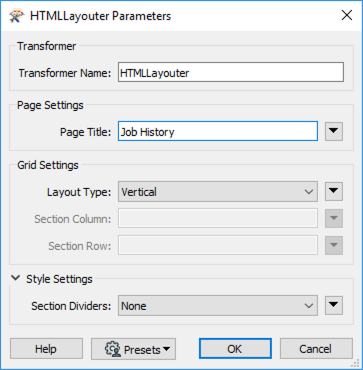 HTMLLayouter Parameters
Transformer
Transformer Name: HTMLLayouter
Page Settings
Page Title: Job History
Grid Settings
Layout Type: Vertical
Section Column:
Section Row:
Style Settings
Section Dividers: None
Help Presets OK Cancel